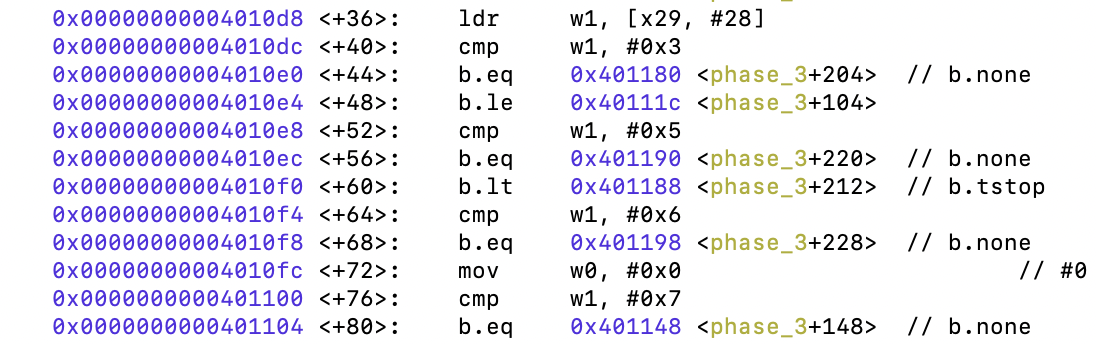 0x00000000004010d8 <+36>: ldr w1, [x29, #28]
0x00000000004010dc <+40>: cmp w1, #0x3
0x00000000004010e0 <+44>: b.eq 0x401180 <phase_3+204> // b.none
0x00000000004010e4 <+48>: b.le 0x40111c <phase_3+104>
0x00000000004010e8 <+52>: cmp w1, #0x5
0x00000000004010ec <+56>: b.eq 0x401190 <phase_3+220> // b.none
0x00000000004010f0 <+60>: b.lt 0x401188 <phase_3+212> // b.tstop
0x00000000004010f4 <+64>: cmp w1, #0x6
0x00000000004010f8 <+68>: b.eq 0x401198 <phase_3+228> // b.none
0x00000000004010fc <+72>: mov w0, #0x0 // #0
0x0000000000401100 <+76>: cmp w1, #0x7
0x0000000000401104 <+80>: b.eq 0x401148 <phase_3+148> // b.none